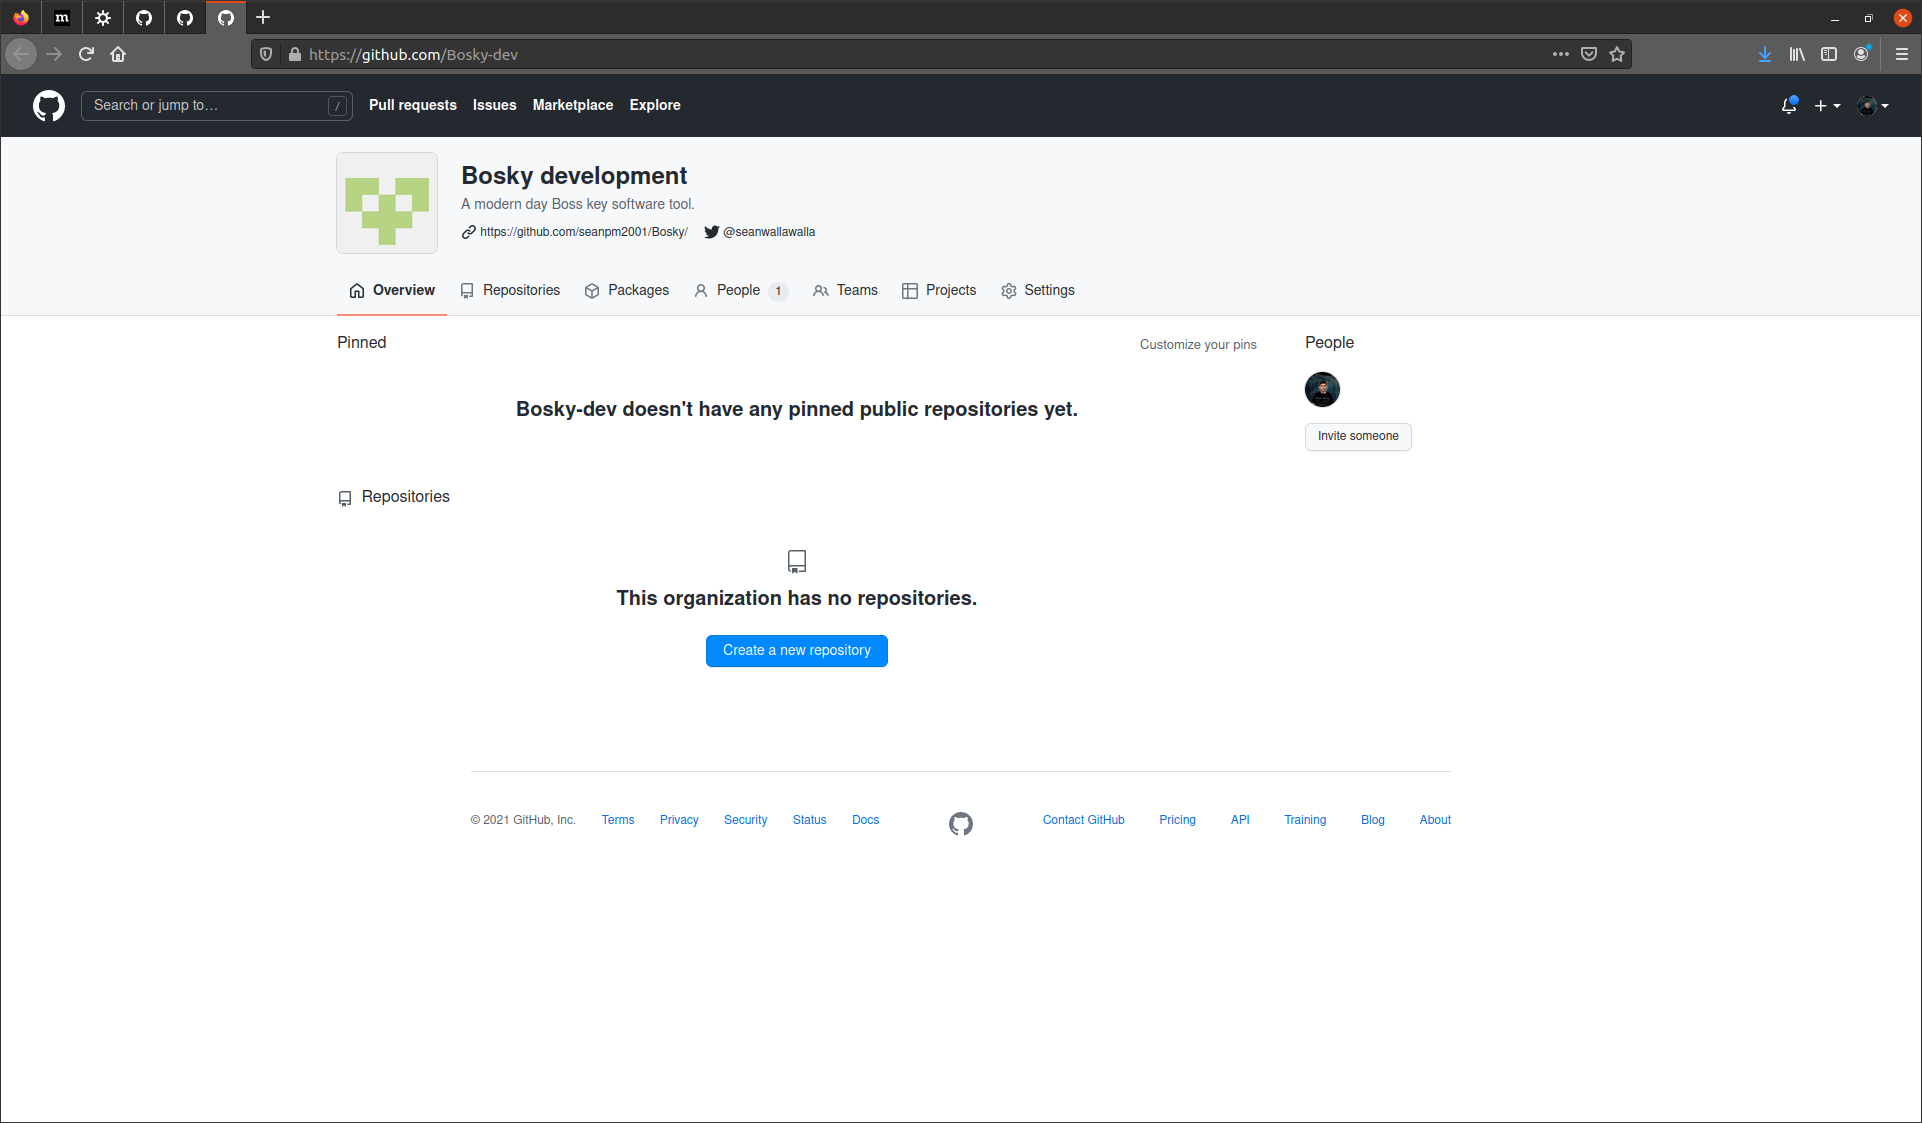 m
https://github.com/Bosky-dev
Search or jump to… /
Pull requests Issues Marketplace Explore
Bosky development
A modern day Boss key software tool.
https://github.com/seanpm2001/Bosky/ @seanwallawalla
Overview Repositories Packages People 1 Teams Projects Settings
Pinned Customize your pins People
Bosky-dev doesn't have any pinned public repositories yet.
Invite someone
Repositories
This organization has no repositories.
Create a new repository
© 2021 GitHub, Inc. Terms Privacy Security Status Docs Contact GitHub Pricing API Training Blog About